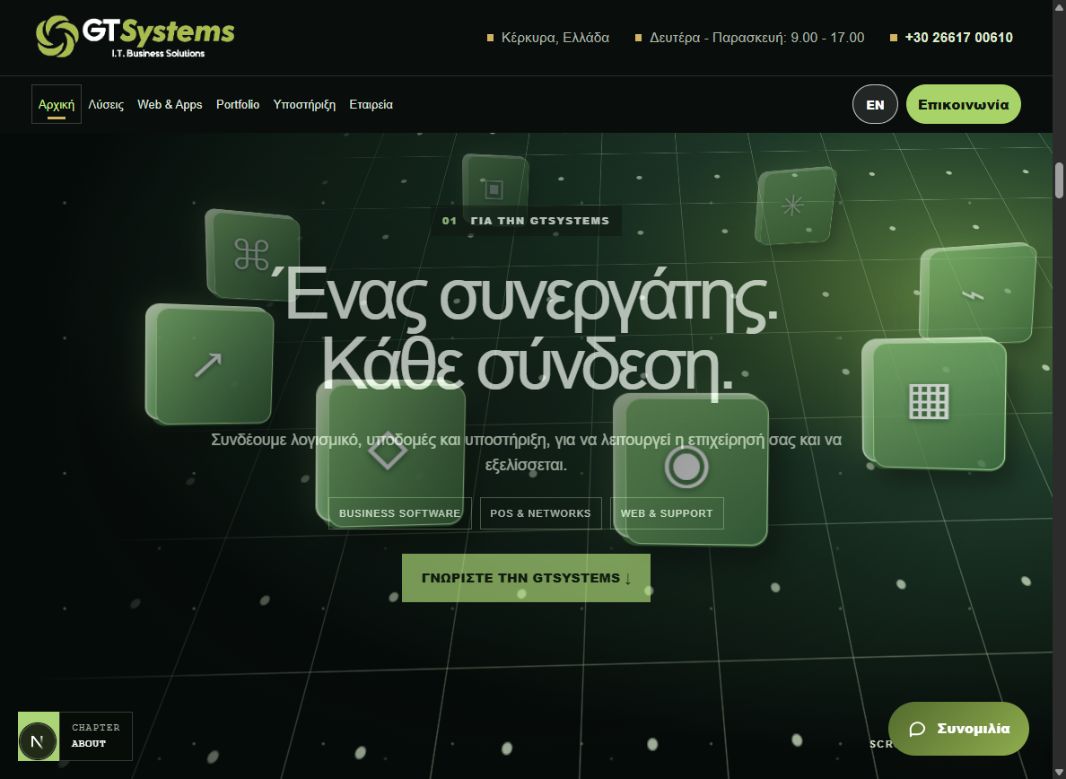 GTSystems
I.T. Business Solutions
Κέρκυρα, Ελλάδα
Δευτέρα - Παρασκευή: 9.00 - 17.00
+30 26617 00610
Αρχική
Λύσεις
Web & Apps
Portfolio
Υποστήριξη
Εταιρεία
EN
Επικοινωνία
01 ΓΙΑ ΤΗΝ GTSYSTEMS
Ένας συνεργάτης.
Κάθε σύνδεση.
Συνδέουμε λογισμικό, υποδομές και υποστήριξη, για να λειτουργεί η επιχείρησή σας και να
εξελίσσεται.
BUSINESS SOFTWARE
POS & NETWORKS
WEB & SUPPORT
ΓΝΩΡΙΣΤΕ ΤΗΝ GTSYSTEMS ↓
N
CHAPTER
ABOUT
SCR
Συνομιλία